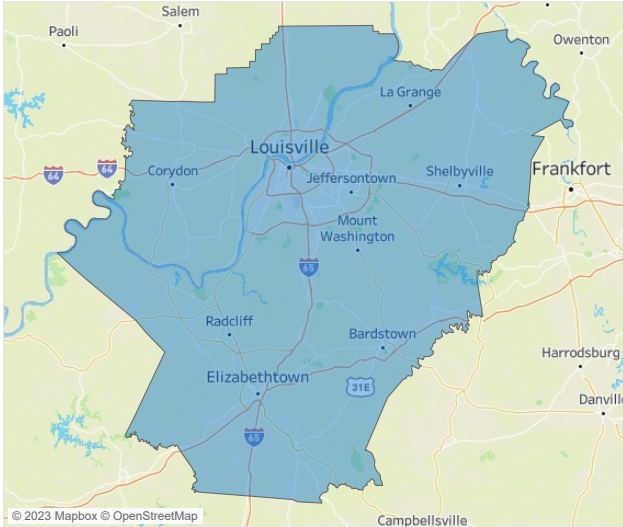 Paoli
Salem
Owenton
La Grange
Louisville
64
64
Corydon
Jeffersontown
Shelbyville
Frankfort
Mount
Washington
65
Radcliff
Bardstown
Harrodsburg
Elizabethtown
31E
Danville
65
© 2023 Mapbox © OpenStreetMap
Campbellsville